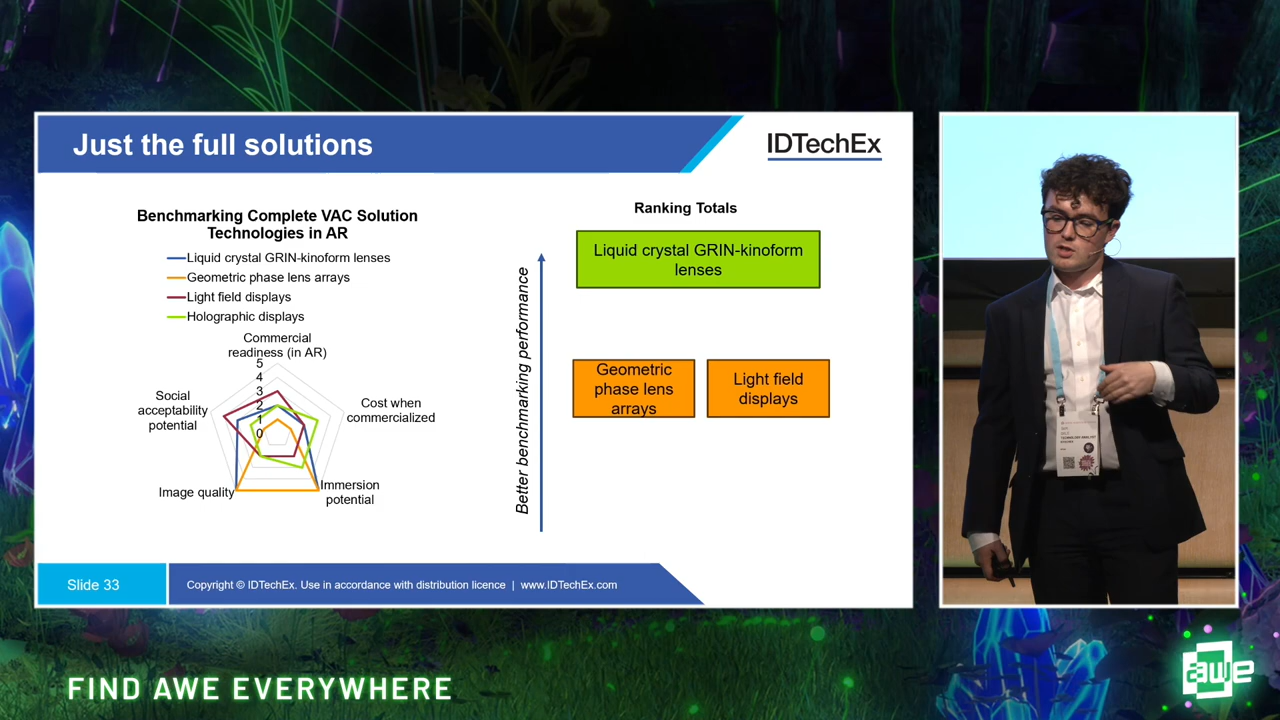 Just the full solutions
IDTechEx
Benchmarking Complete VAC Solution
Technologies in AR
Liquid crystal GRIN-kinoform lenses
Geometric phase lens arrays
Light field displays
Holographic displays
Commercial
readiness (in AR)
5
4
3
2
1
0
Cost when
commercialized
Immersion
potential
Image quality
Social
acceptability
potential
Ranking Totals
Better benchmarking performance
Liquid crystal GRIN-kinoform
lenses
Geometric
phase lens
arrays
Light field
displays
Slide 33
Copyright © IDTechEx. Use in accordance with distribution licence | www.IDTechEx.com
TECHNOLOGY ANALYST
FIND AWE EVERYWHERE
awe